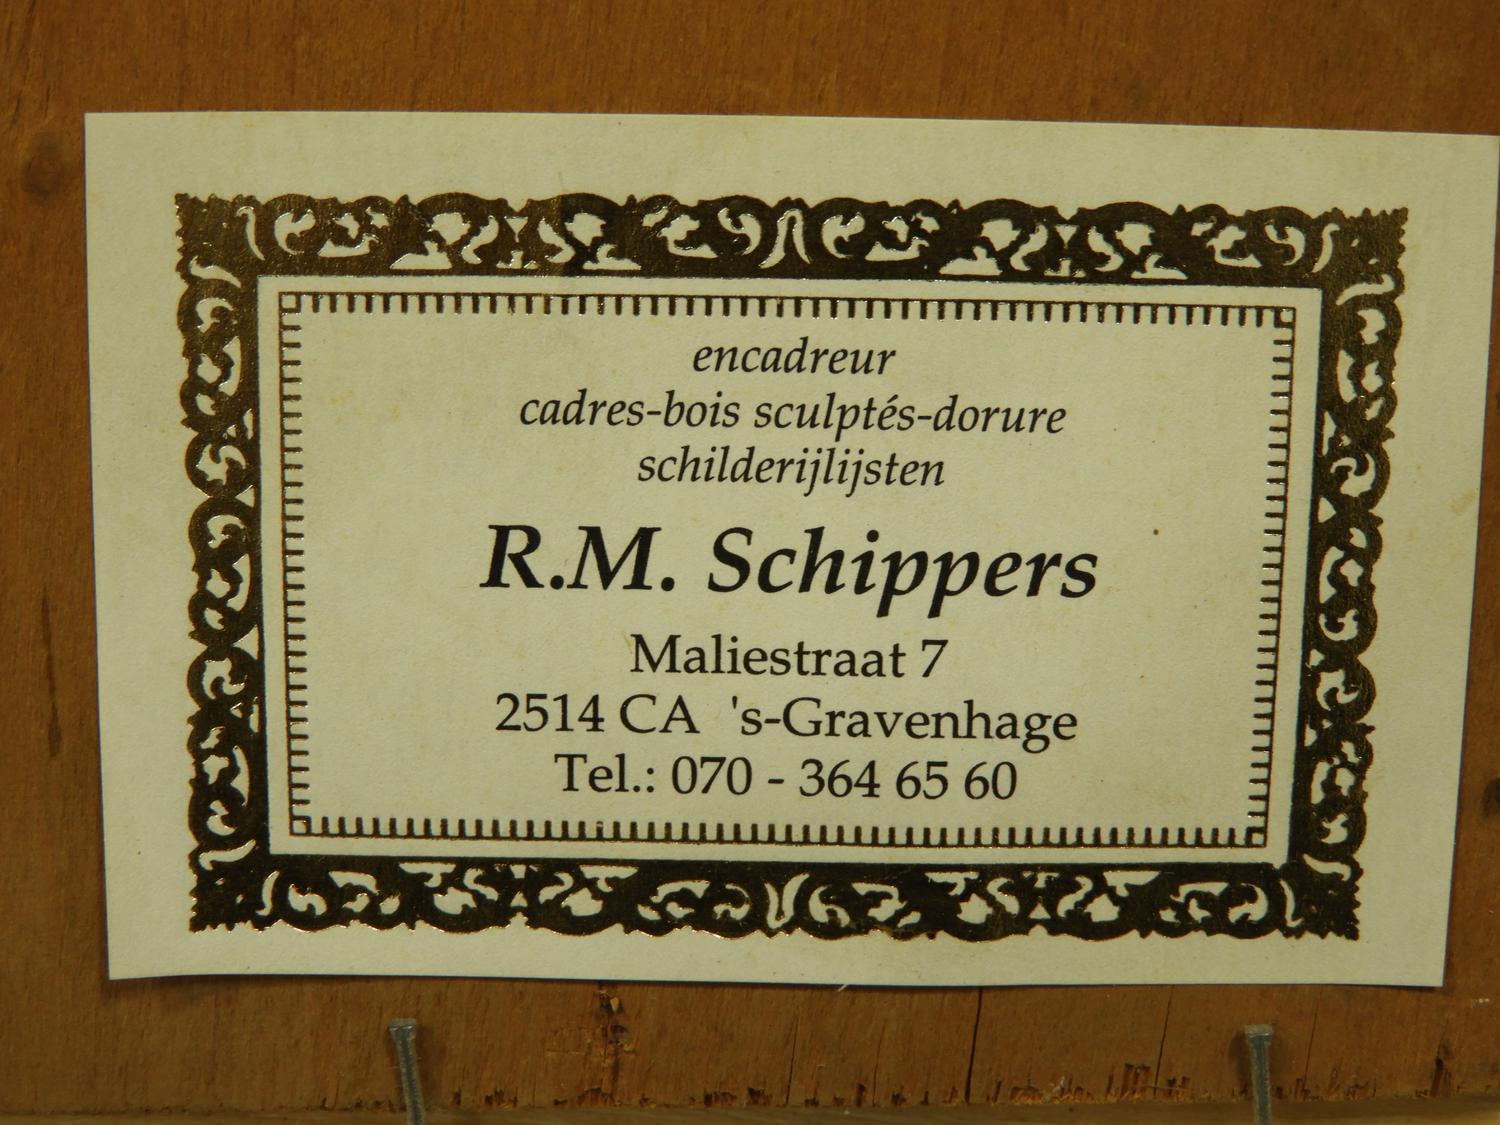 encadreur
cadres-bois sculptés-dorure
schilderijlijsten
R.M. Schippers
Maliestraat 7
2514 CA 's-Gravenhage
Tel.: 070 - 364 65 60